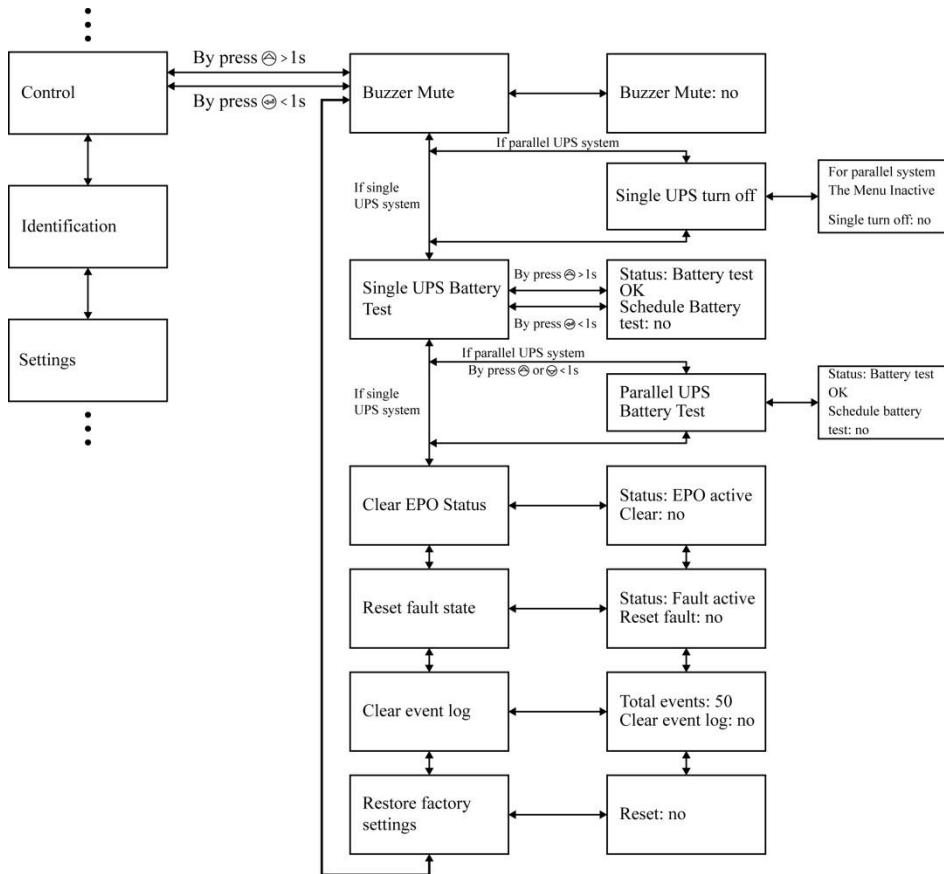 Control
By press >1s
By press <1s
Buzzer Mute
Buzzer Mute: no
If parallel UPS system
If single
UPS system
Single UPS turn off
For parallel system
The Menu Inactive
Single turn off: no
Identification
Single UPS Battery
Test
By press >1s
By press <1s
Status: Battery test
OK
Schedule Battery
test: no
Settings
If parallel UPS system
By press or <1s
If single
UPS system
Parallel UPS
Battery Test
Status: Battery test
OK
Schedule battery
test: no
Clear EPO Status
Status: EPO active
Clear: no
Reset fault state
Status: Fault active
Reset fault: no
Clear event log
Total events: 50
Clear event log: no
Restore factory
settings
Reset: no